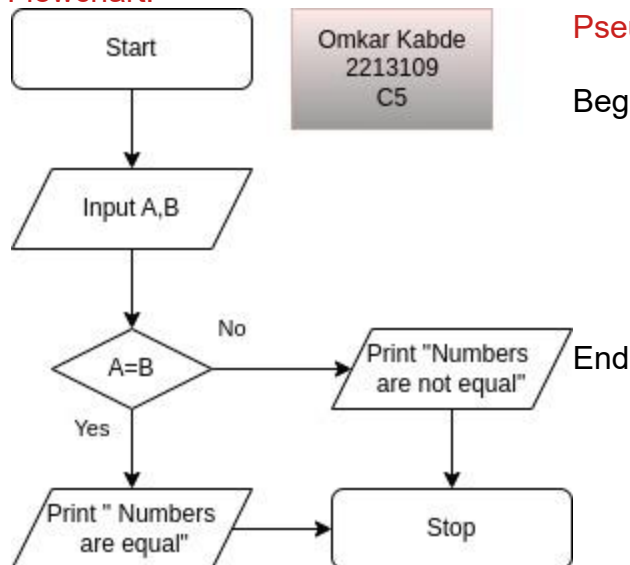 Start
Omkar Kabde
2213109
C5
Input A,B
A=B
No
Yes
Print "Numbers
are not equal"
Print " Numbers
are equal"
Stop
End